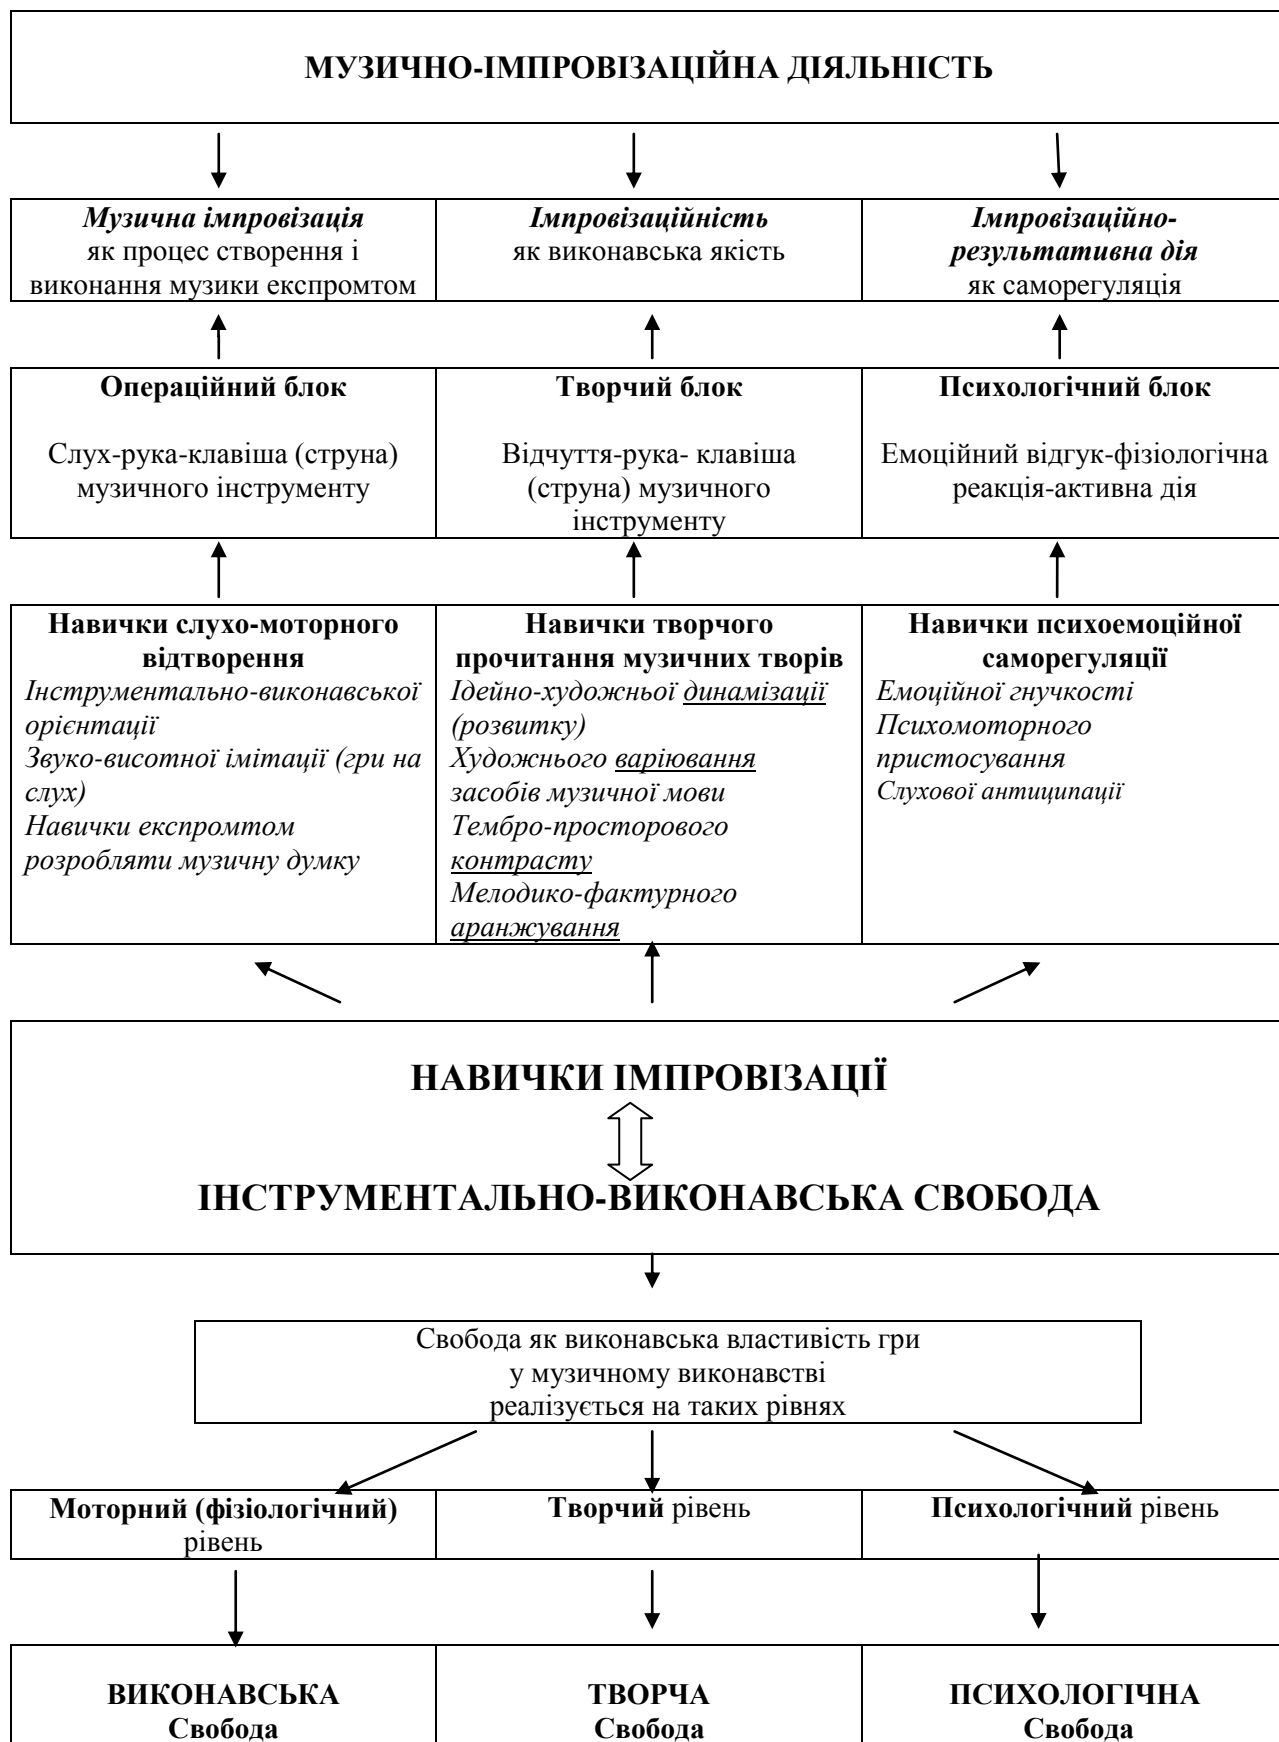 МУЗИЧНО-ІМПРОВІЗАЦІЙНА ДІЯЛЬНІСТЬ
Музична імпровізація
як процес створення і
виконання музики експромтом
Імпровізаційність
як виконавська якість
Імпровізаційно-
результативна дія
як саморегуляція
Операційний блок
Слух-рука-клавіша (струна)
музичного інструменту
Творчий блок
Відчуття-рука- клавіша
(струна) музичного
інструменту
Психологічний блок
Емоційний відгук-фізіологічна
реакція-активна дія
Навички слухо-моторного
відтворення
Інструментально-виконавської
орієнтації
Звуко-висотної імітації (гри на
слух)
Навички експромтом
розробляти музичну думку
Навички творчого
прочитання музичних творів
Ідейно-художньої динамізації
(розвитку)
Художнього варіювання
засобів музичної мови
Тембро-просторового
контрасту
Мелодико-фактурного
аранжування
Навички психоемоційної
саморегуляції
Емоційної гнучкості
Психомоторного
пристосування
Слухової антиципації
НАВИЧКИ ІМПРОВІЗАЦІЇ
ІНСТРУМЕНТАЛЬНО-ВИКОНАВСЬКА СВОБОДА
Свобода як виконавська властивість гри
у музичному виконавстві
реалізується на таких рівнях
Моторний (фізіологічний)
рівень
Творчий рівень
Психологічний рівень
ВИКОНАВСЬКА
Свобода
ТВОРЧА
Свобода
ПСИХОЛОГІЧНА
Свобода